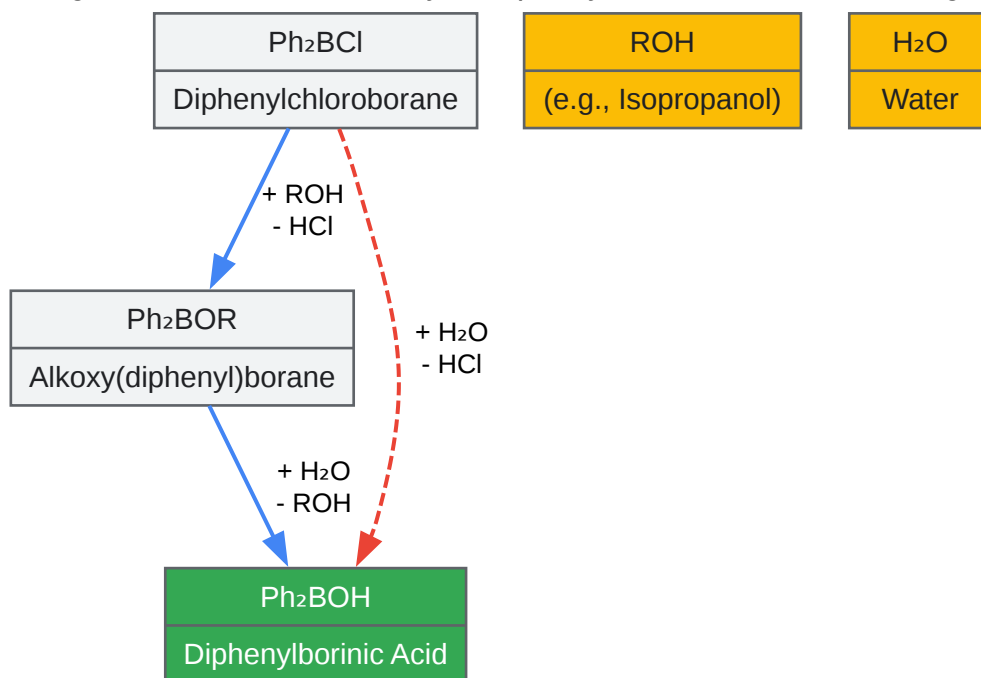 Ph₂BCl
Diphenylchloroborane
ROH
(e.g., Isopropanol)
H₂O
Water
+ ROH
- HCl
Ph₂BOR
Alkoxy(diphenyl)borane
+ H₂O
- HCl
+ H₂O
- ROH
Ph₂BOH
Diphenylborinic Acid